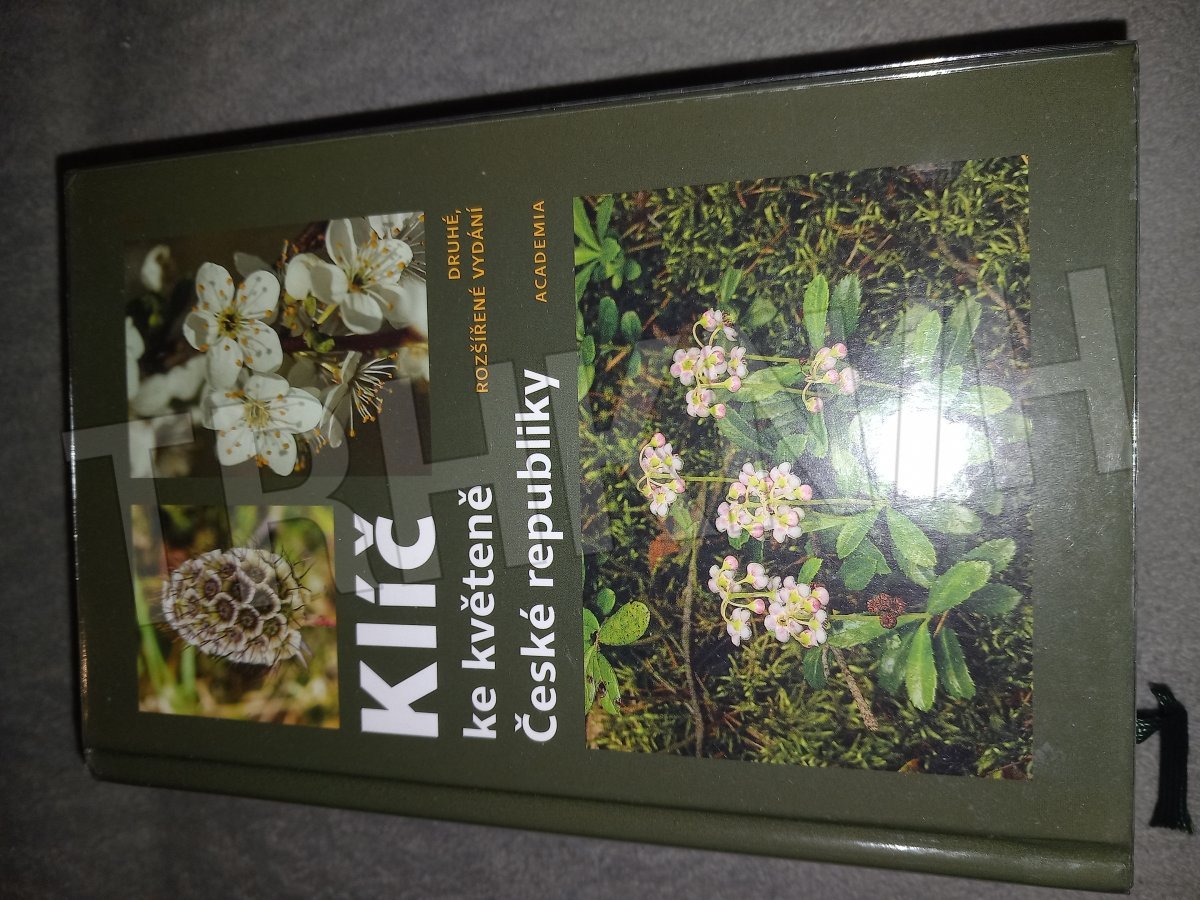 Klíč
ke květeně
České republiky
DRUHÉ,
ROZŠÍŘENÉ VYDÁNÍ
ACADEMIA